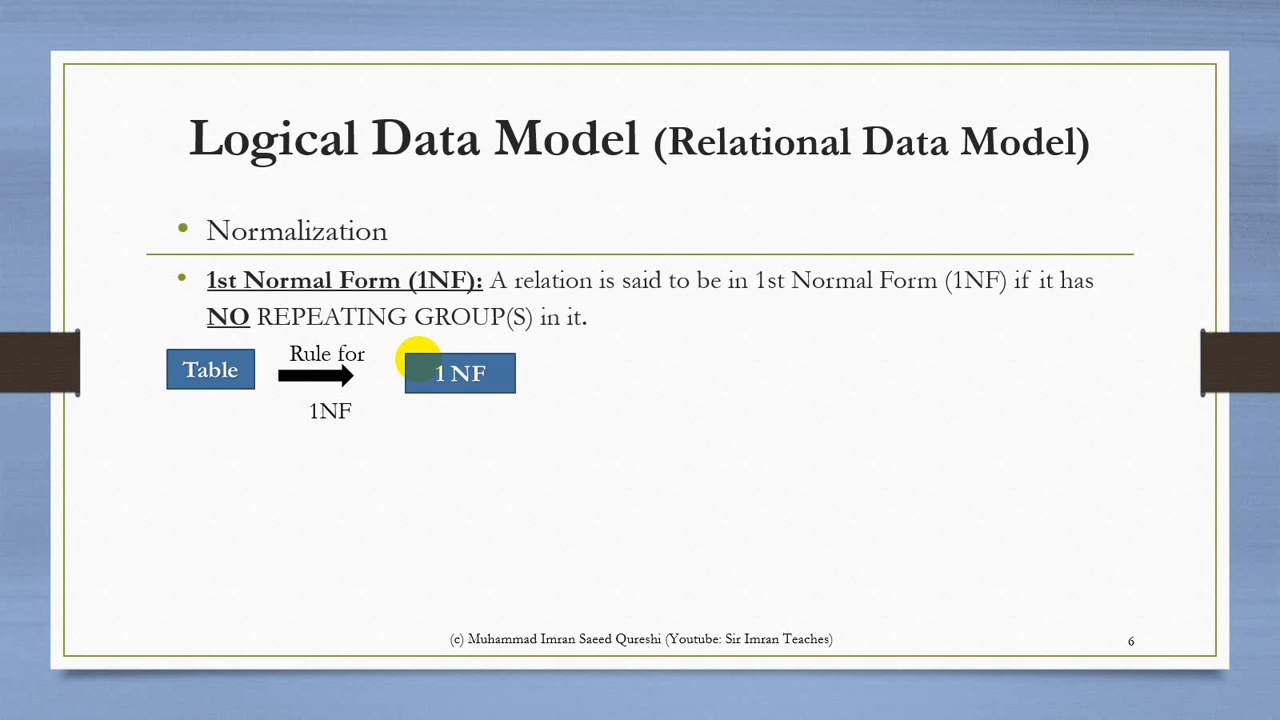 Logical Data Model (Relational Data Model)
• Normalization
• 1st Normal Form (1NF): A relation is said to be in 1st Normal Form (1NF) if it has
NO REPEATING GROUP(S) in it.
Table
Rule for
1NF
1 NF
(c) Muhammad Imran Saeed Qureshi (Youtube: Sir Imran Teaches)
6